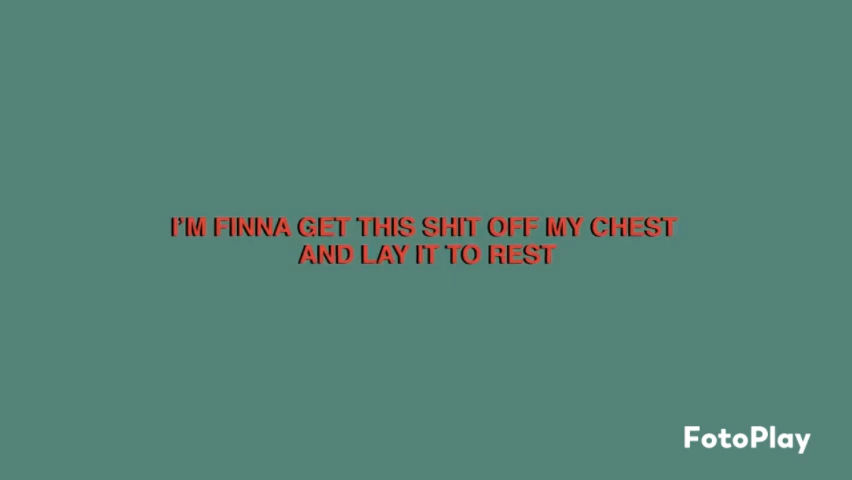 I'M FINNA GET THIS SHIT OFF MY CHEST
AND LAY IT TO REST
FotoPlay